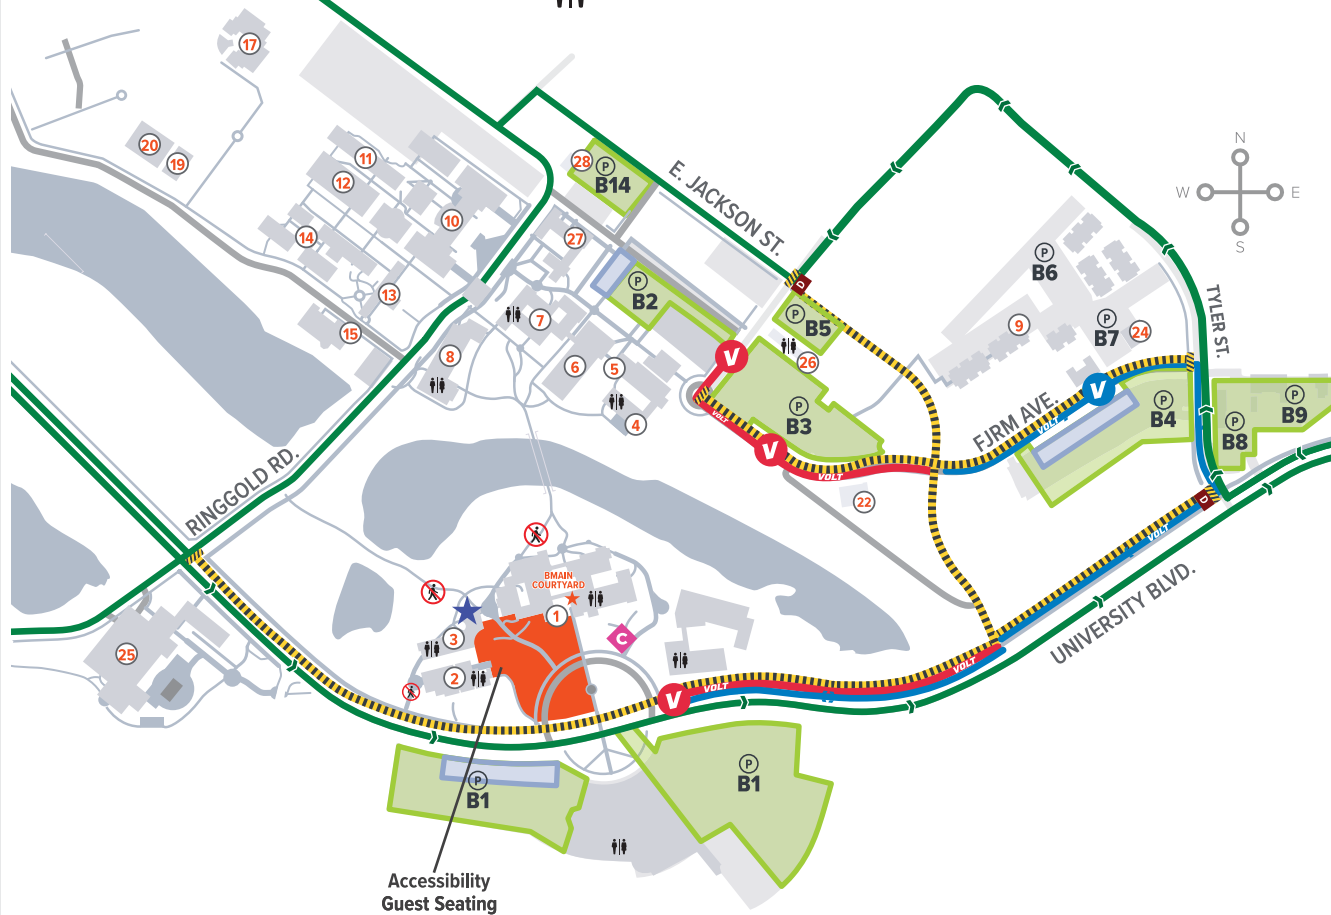 17
20
19
11
12
10
14
13
15
28
P
B14
E. JACKSON ST.
N
W
E
S
27
P
B2
D
P
B5
P
B6
9
P
B7
24
TYLER ST.
7
8
6
5
4
V
26
P
B3
V
VOLT
VOLT
22
FJRM AVE.
V
VOLT
P
B4
P
B8
P
B9
D
VOLT
RINGGOLD RD.
BMAIN
COURTYARD
1
3
2
C
25
V
VOLT
VOLT
UNIVERSITY BLVD.
P
B1
P
B1
Accessibility
Guest Seating